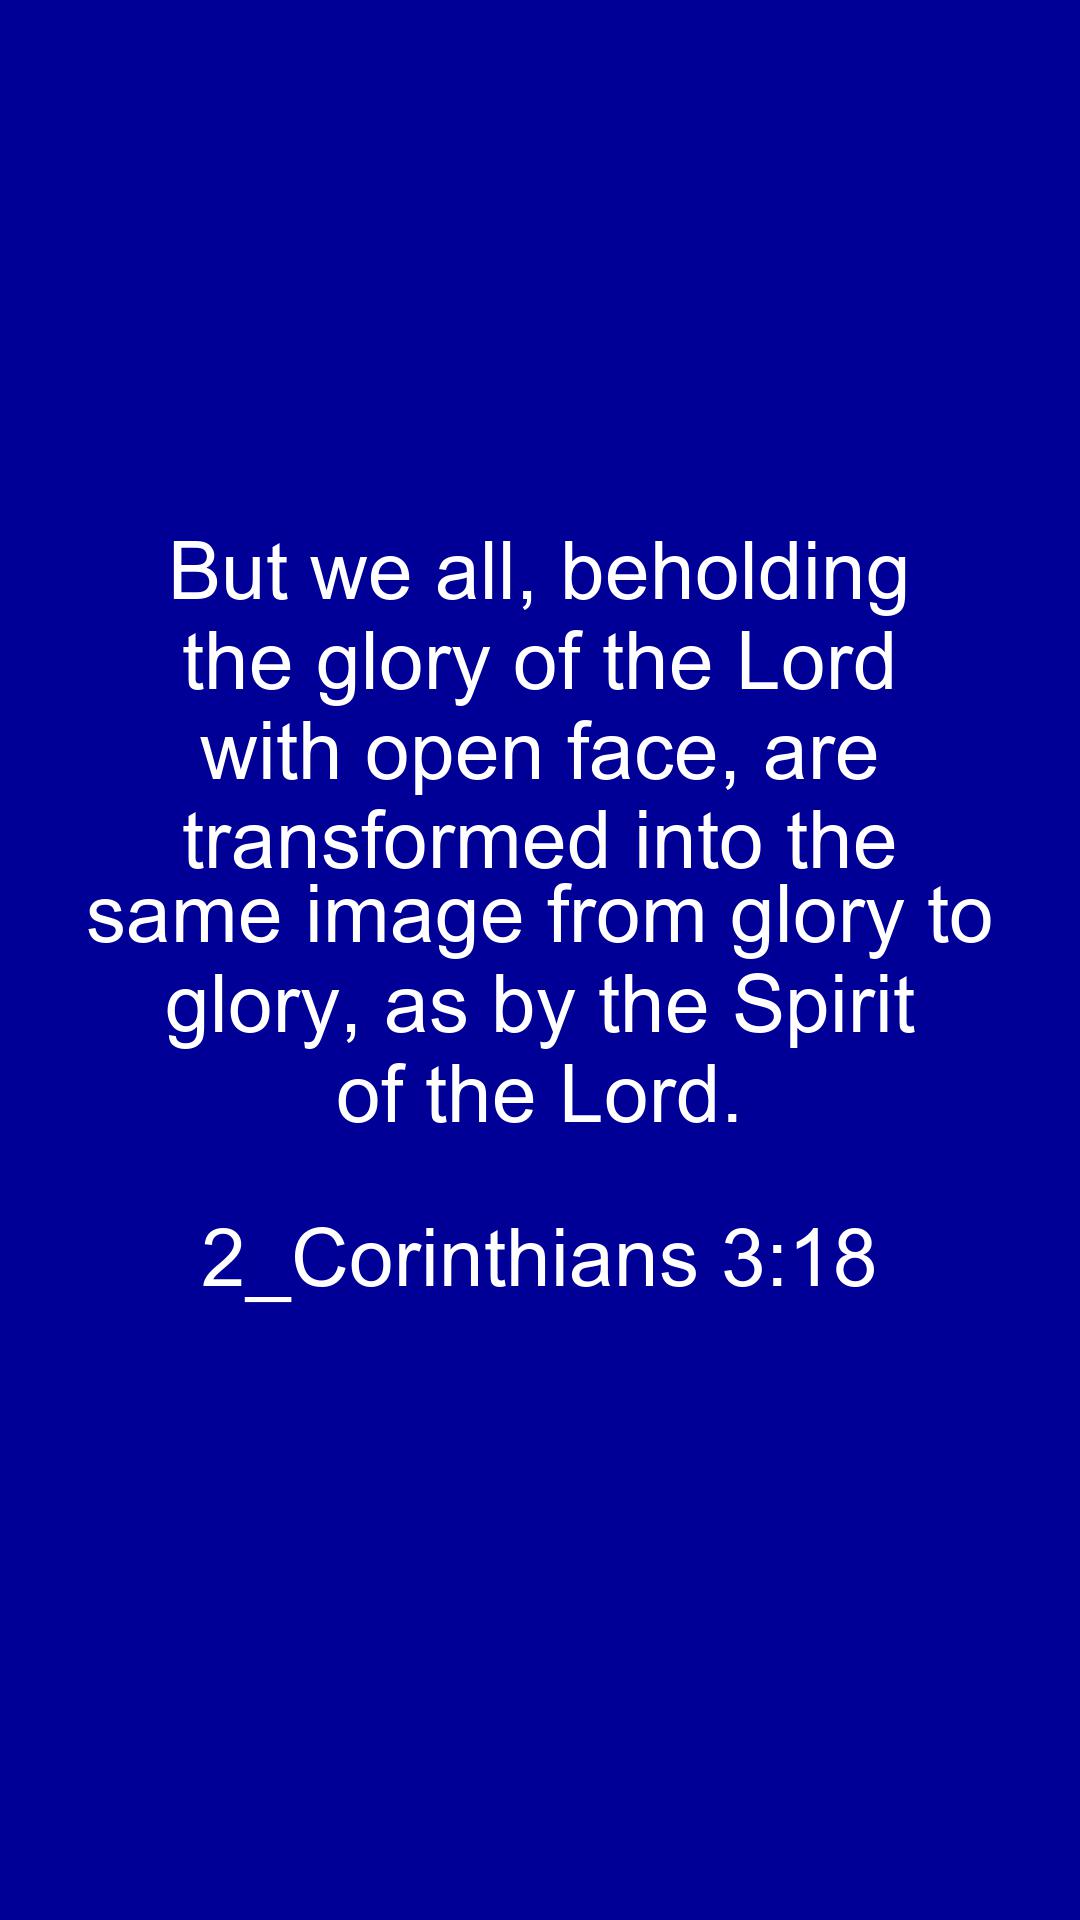 But we all, beholding
the glory of the Lord
with open face, are
transformed into the
same image from glory to
glory, as by the Spirit
of the Lord.
2_Corinthians 3:18